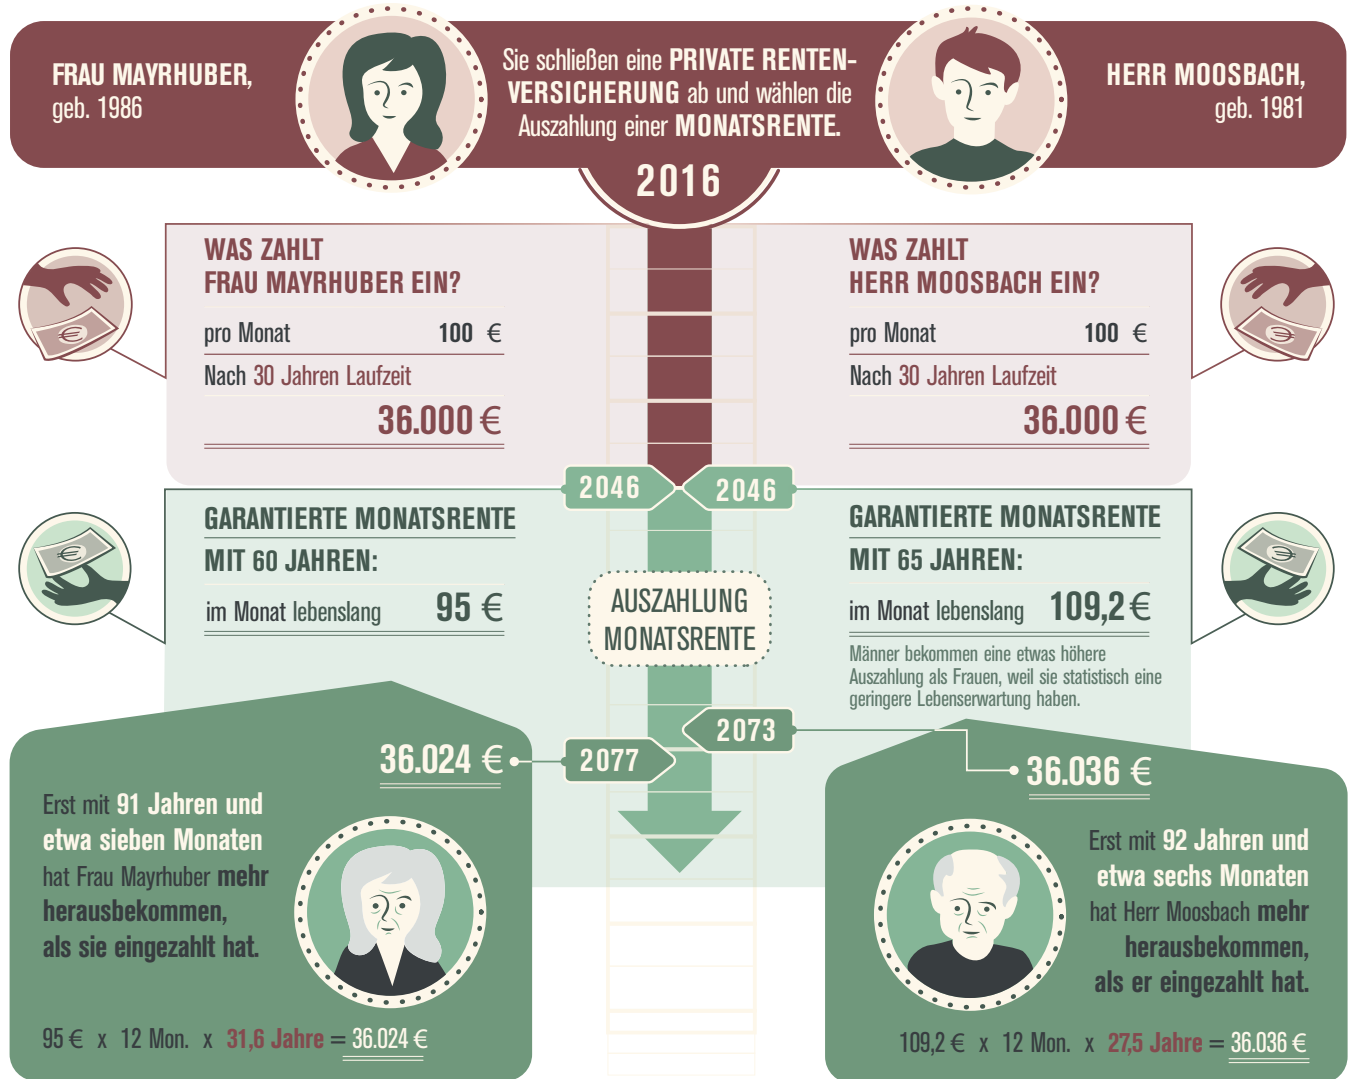 FRAU MAYRHUBER,
geb. 1986
Sie schließen eine PRIVATE RENTEN-
VERSICHERUNG ab und wählen die
Auszahlung einer MONATSRENTE.
HERR MOOSBACH,
geb. 1981
2016
WAS ZAHLT
FRAU MAYRHUBER EIN?
pro Monat 100 €
Nach 30 Jahren Laufzeit
36.000 €
WAS ZAHLT
HERR MOOSBACH EIN?
pro Monat 100 €
Nach 30 Jahren Laufzeit
36.000 €
2046
2046
GARANTIERTE MONATSRENTE
MIT 60 JAHREN:
im Monat lebenslang 95 €
AUSZAHLUNG
MONATSRENTE
GARANTIERTE MONATSRENTE
MIT 65 JAHREN:
im Monat lebenslang 109,2 €
Männer bekommen eine etwas höhere
Auszahlung als Frauen, weil sie statistisch eine
geringere Lebenserwartung haben.
2073
2077
36.024 €
Erst mit 91 Jahren und
etwa sieben Monaten
hat Frau Mayrhuber mehr
herausbekommen,
als sie eingezahlt hat.
95 € x 12 Mon. x 31,6 Jahre = 36.024 €
36.036 €
Erst mit 92 Jahren und
etwa sechs Monaten
hat Herr Moosbach mehr
herausbekommen,
als er eingezahlt hat.
109,2 € x 12 Mon. x 27,5 Jahre = 36.036 €